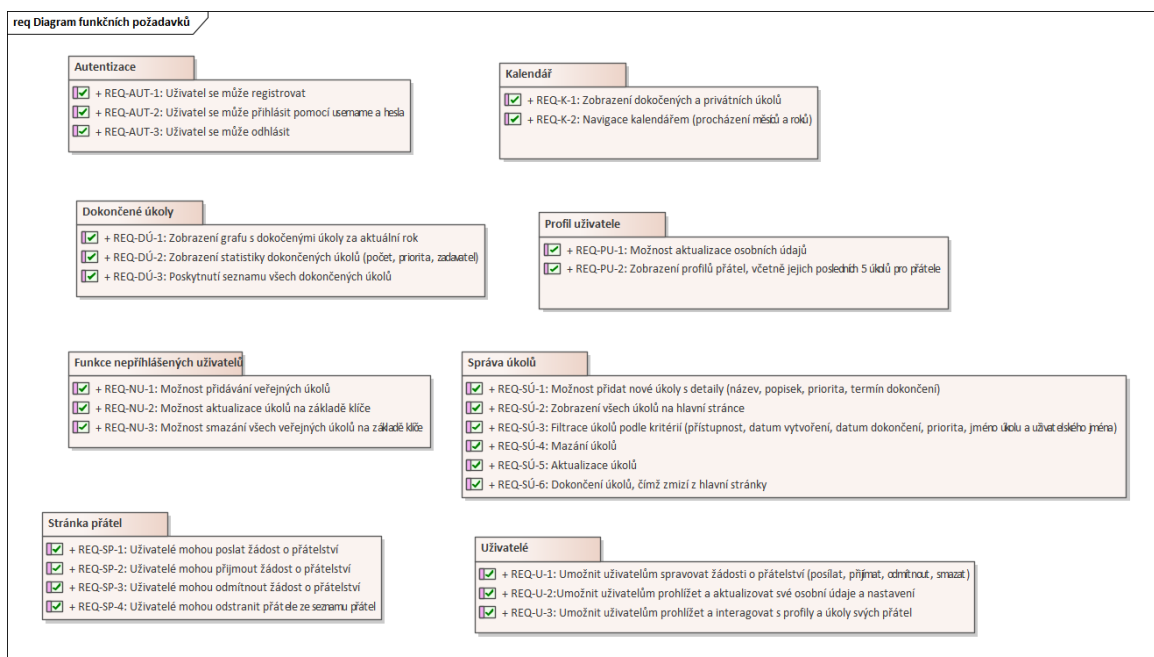 req Diagram funkčních požadavků
Autentizace
+ REQ-AUT-1: Uživatel se může registrovat
+ REQ-AUT-2: Uživatel se může přihlásit pomocí username a hesla
+ REQ-AUT-3: Uživatel se může odhlásit
Kalendář
+ REQ-K-1: Zobrazení dokočených a privátních úkolů
+ REQ-K-2: Navigace kalendářem (procházení měsíců a roků)
Dokončené úkoly
+ REQ-DÚ-1: Zobrazení grafu s dokočenými úkoly za aktuální rok
+ REQ-DÚ-2: Zobrazení statistiky dokončených úkolů (počet, priorita, zadavatel)
+ REQ-DÚ-3: Poskytnutí seznamu všech dokončených úkolů
Profil uživatele
+ REQ-PU-1: Možnost aktualizace osobních údajů
+ REQ-PU-2: Zobrazení profilů přátel, včetně jejich posledních 5 úkolů pro přátele
Funkce nepříhlášených uživatelů
+ REQ-NU-1: Možnost přidávání veřejných úkolů
+ REQ-NU-2: Možnost aktualizace úkolů na základě klíče
+ REQ-NU-3: Možnost smazání všech veřejných úkolů na základě klíče
Správa úkolů
+ REQ-SÚ-1: Možnost přidat nové úkoly s detaily (název, popisek, priorita, termín dokončení)
+ REQ-SÚ-2: Zobrazení všech úkolů na hlavní stránce
+ REQ-SÚ-3: Filtrace úkolů podle kritérií (přístupnost, datum vytvoření, datum dokončení, priorita, jméno úkolu a uživatelského jména)
+ REQ-SÚ-4: Mazání úkolů
+ REQ-SÚ-5: Aktualizace úkolů
+ REQ-SÚ-6: Dokončení úkolů, čímž zmizí z hlavní stránky
Stránka přátel
+ REQ-SP-1: Uživatelé mohou poslat žádost o přátelství
+ REQ-SP-2: Uživatelé mohou přijmout žádost o přátelství
+ REQ-SP-3: Uživatelé mohou odmítnout žádost o přátelství
+ REQ-SP-4: Uživatelé mohou odstranit přátele ze seznamu přátel
Uživatelé
+ REQ-U-1: Umožnit uživatelům spravovat žádosti o přátelství (posílat, přijímat, odmítnout, smazat)
+ REQ-U-2:Umožnit uživatelům prohlížet a aktualizovat své osobní údaje a nastavení
+ REQ-U-3: Umožnit uživatelům prohlížet a interagovat s profily a úkoly svých přátel